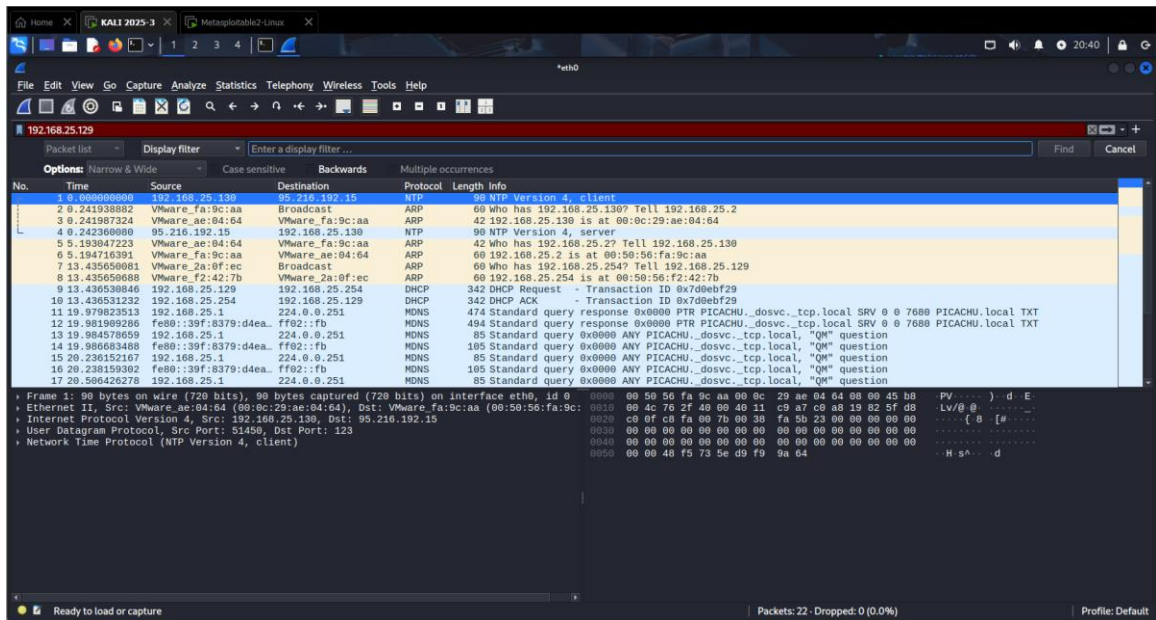 Home KALI 2025-3 Metasploitable2-Linux
1 2 3 4 20:40
*eth0
File Edit View Go Capture Analyze Statistics Telephony Wireless Tools Help
192.168.25.129
Packet list Display filter Enter a display filter ... Find Cancel
Options: Narrow & Wide Case sensitive Backwards Multiple occurrences
No. Time Source Destination Protocol Length Info
1 0.000000000 192.168.25.130 95.216.192.15 NTP 90 NTP Version 4, client
2 0.241938882 VMware_fa:9c:aa Broadcast ARP 60 Who has 192.168.25.130? Tell 192.168.25.2
3 0.241987324 VMware_ae:04:64 VMware_fa:9c:aa ARP 42 192.168.25.130 is at 00:0c:29:ae:04:64
4 0.242360080 95.216.192.15 192.168.25.130 NTP 90 NTP Version 4, server
5 5.193047223 VMware_ae:04:64 VMware_fa:9c:aa ARP 42 Who has 192.168.25.2? Tell 192.168.25.130
6 5.194716391 VMware_fa:9c:aa VMware_ae:04:64 ARP 60 192.168.25.2 is at 00:50:56:fa:9c:aa
7 13.435650081 VMware_2a:0f:ec Broadcast ARP 60 Who has 192.168.25.254? Tell 192.168.25.129
8 13.435650688 VMware_f2:42:7b VMware_2a:0f:ec ARP 60 192.168.25.254 is at 00:50:56:f2:42:7b
9 13.436530846 192.168.25.129 192.168.25.254 DHCP 342 DHCP Request - Transaction ID 0x7d0ebf29
10 13.436531232 192.168.25.254 192.168.25.129 DHCP 342 DHCP ACK - Transaction ID 0x7d0ebf29
11 19.979823513 192.168.25.1 224.0.0.251 MDNS 474 Standard query response 0x0000 PTR PICACHU._dosvc._tcp.local SRV 0 0 7680 PICACHU.local TXT
12 19.981909286 fe80::39f:8379:d4ea… ff02::fb MDNS 494 Standard query response 0x0000 PTR PICACHU._dosvc._tcp.local SRV 0 0 7680 PICACHU.local TXT
13 19.984578659 192.168.25.1 224.0.0.251 MDNS 85 Standard query 0x0000 ANY PICACHU._dosvc._tcp.local, "QM" question
14 19.986683488 fe80::39f:8379:d4ea… ff02::fb MDNS 105 Standard query 0x0000 ANY PICACHU._dosvc._tcp.local, "QM" question
15 20.236152167 192.168.25.1 224.0.0.251 MDNS 85 Standard query 0x0000 ANY PICACHU._dosvc._tcp.local, "QM" question
16 20.238159302 fe80::39f:8379:d4ea… ff02::fb MDNS 105 Standard query 0x0000 ANY PICACHU._dosvc._tcp.local, "QM" question
17 20.506426278 192.168.25.1 224.0.0.251 MDNS 85 Standard query 0x0000 ANY PICACHU._dosvc._tcp.local, "QM" question
Frame 1: 90 bytes on wire (720 bits), 90 bytes captured (720 bits) on interface eth0, id 0
Ethernet II, Src: VMware_ae:04:64 (00:0c:29:ae:04:64), Dst: VMware_fa:9c:aa (00:50:56:fa:9c:
Internet Protocol Version 4, Src: 192.168.25.130, Dst: 95.216.192.15
User Datagram Protocol, Src Port: 51450, Dst Port: 123
Network Time Protocol (NTP Version 4, client)
0000 00 50 56 fa 9c aa 00 0c 29 ae 04 64 08 00 45 b8 ·PV·····)··d··E·
0010 00 4c 76 2f 40 00 40 11 c9 a7 c0 a8 19 82 5f d8 ·Lv/@·@·······_·
0020 c0 0f c8 fa 00 7b 00 38 fa 5b 23 00 00 00 00 00 ·····{·8·[#·····
0030 00 00 00 00 00 00 00 00 00 00 00 00 00 00 00 00 ················
0040 00 00 00 00 00 00 00 00 00 00 00 00 00 00 00 00 ················
0050 00 00 48 f5 73 5e d9 f9 9a 64 ··H·s^···d
Ready to load or capture Packets: 22 · Dropped: 0 (0.0%) Profile: Default